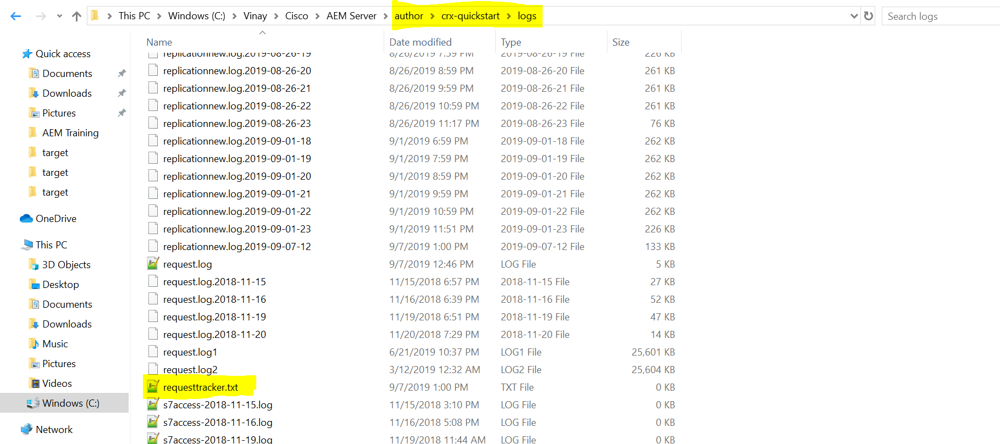 This PC > Windows (C:) > Vinay > Cisco > AEM Server > author > crx-quickstart > logs
Search logs
Name Date modified Type Size
Quick access
Documents
Downloads
Pictures
AEM Training
target
target
target
OneDrive
This PC
3D Objects
Desktop
Documents
Downloads
Music
Pictures
Videos
Windows (C:)
Network
replicationnew.log.2019-08-26-19 8/26/2019 7:59 PM 2019-08-26-19 File 226 KB
replicationnew.log.2019-08-26-20 8/26/2019 8:59 PM 2019-08-26-20 File 261 KB
replicationnew.log.2019-08-26-21 8/26/2019 9:59 PM 2019-08-26-21 File 261 KB
replicationnew.log.2019-08-26-22 8/26/2019 10:59 PM 2019-08-26-22 File 261 KB
replicationnew.log.2019-08-26-23 8/26/2019 11:17 PM 2019-08-26-23 File 76 KB
replicationnew.log.2019-09-01-18 9/1/2019 6:59 PM 2019-09-01-18 File 262 KB
replicationnew.log.2019-09-01-19 9/1/2019 7:59 PM 2019-09-01-19 File 262 KB
replicationnew.log.2019-09-01-20 9/1/2019 8:59 PM 2019-09-01-20 File 262 KB
replicationnew.log.2019-09-01-21 9/1/2019 9:59 PM 2019-09-01-21 File 262 KB
replicationnew.log.2019-09-01-22 9/1/2019 10:59 PM 2019-09-01-22 File 262 KB
replicationnew.log.2019-09-01-23 9/1/2019 11:51 PM 2019-09-01-23 File 226 KB
replicationnew.log.2019-09-07-12 9/7/2019 1:00 PM 2019-09-07-12 File 133 KB
request.log 9/7/2019 12:46 PM LOG File 5 KB
request.log.2018-11-15 11/15/2018 6:57 PM 2018-11-15 File 27 KB
request.log.2018-11-16 11/16/2018 6:39 PM 2018-11-16 File 52 KB
request.log.2018-11-19 11/19/2018 6:51 PM 2018-11-19 File 47 KB
request.log.2018-11-20 11/20/2018 7:29 PM 2018-11-20 File 14 KB
request.log1 6/21/2019 10:37 PM LOG1 File 25,601 KB
request.log2 3/12/2019 12:32 AM LOG2 File 25,604 KB
requesttracker.txt 9/7/2019 1:00 PM TXT File 0 KB
s7access-2018-11-15.log 11/15/2018 3:10 PM LOG File 0 KB
s7access-2018-11-16.log 11/16/2018 5:08 PM LOG File 0 KB
s7access-2018-11-19.log 11/19/2018 11:44 AM LOG File 0 KB